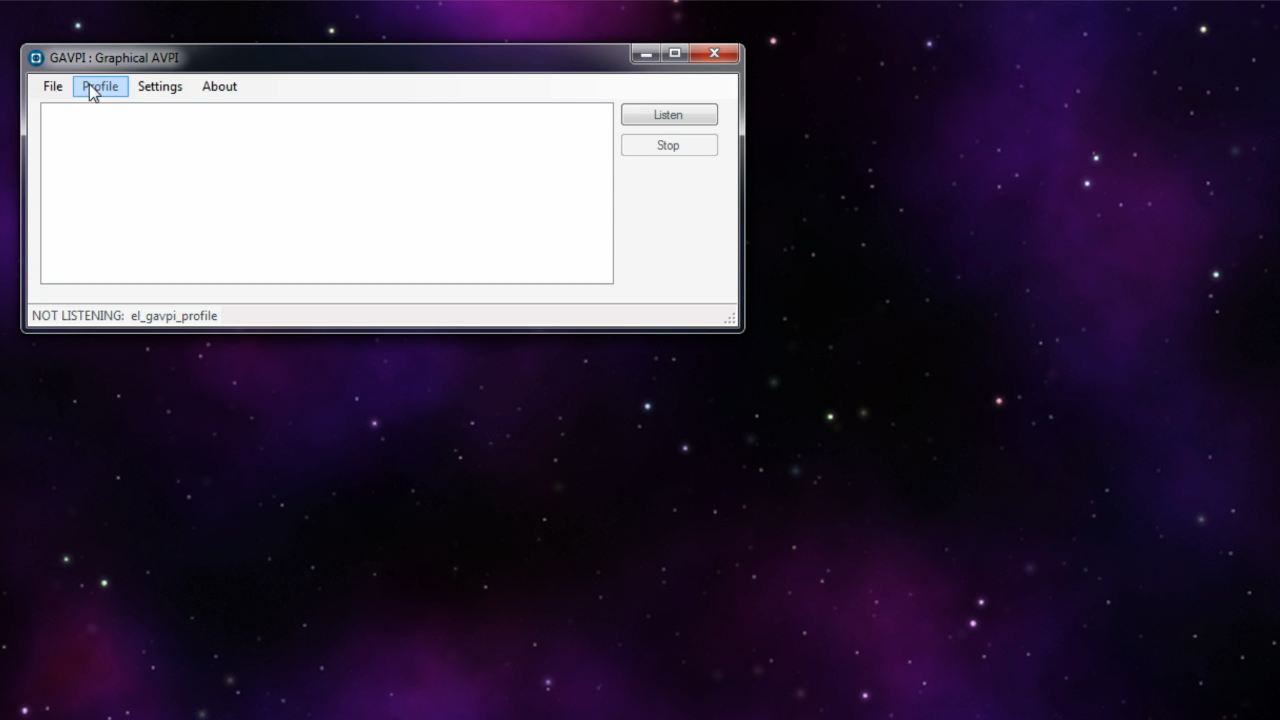 GAVPI : Graphical AVPI
File Profile Settings About
Listen
Stop
NOT LISTENING: el_gavpi_profile